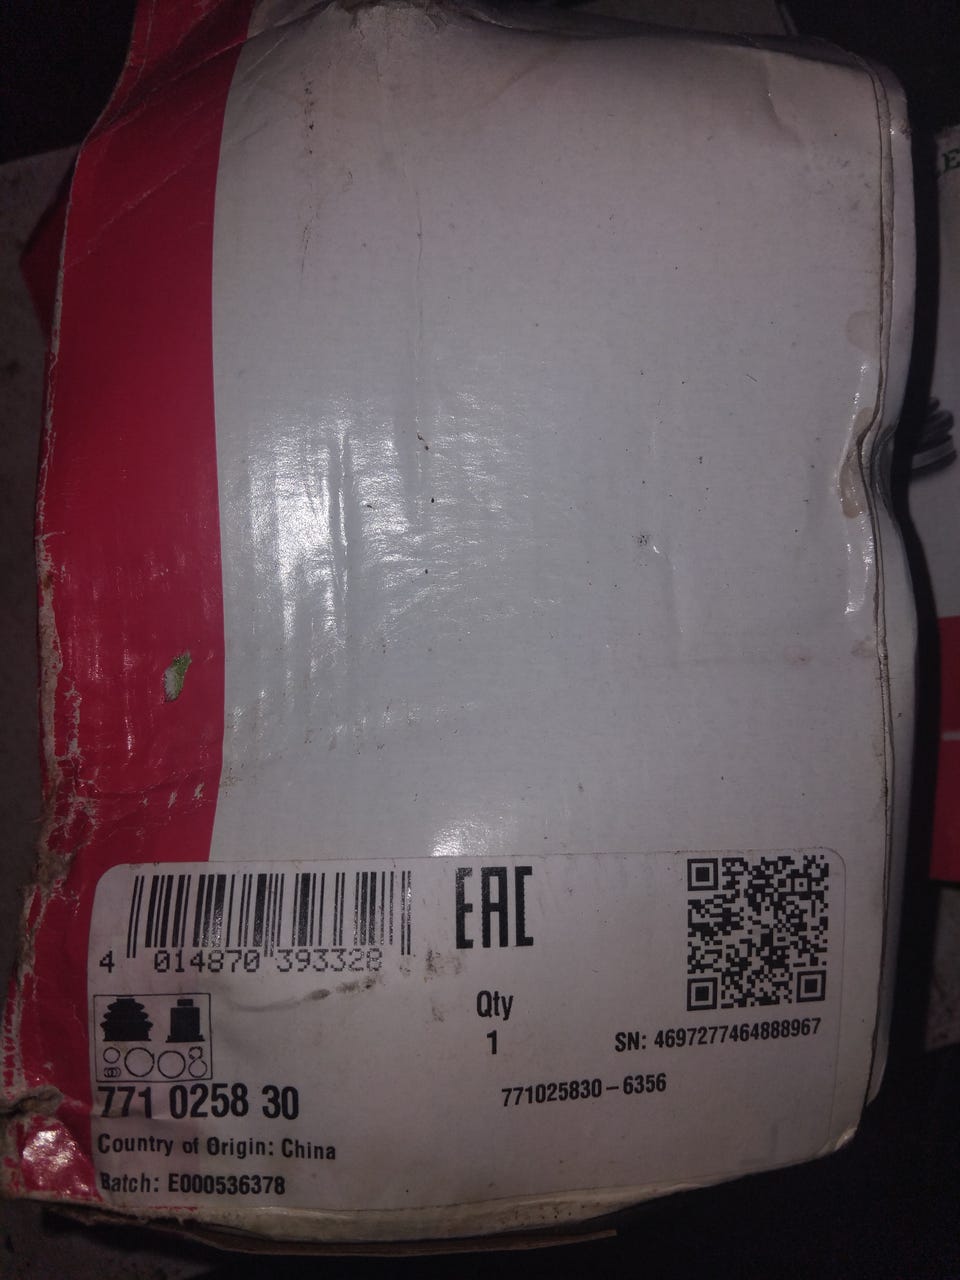 E
4 014870 393328
EAC
Qty
1
SN: 4697277464888967
771 0258 30
771025830-6356
Country of Origin: China
Batch: E000536378